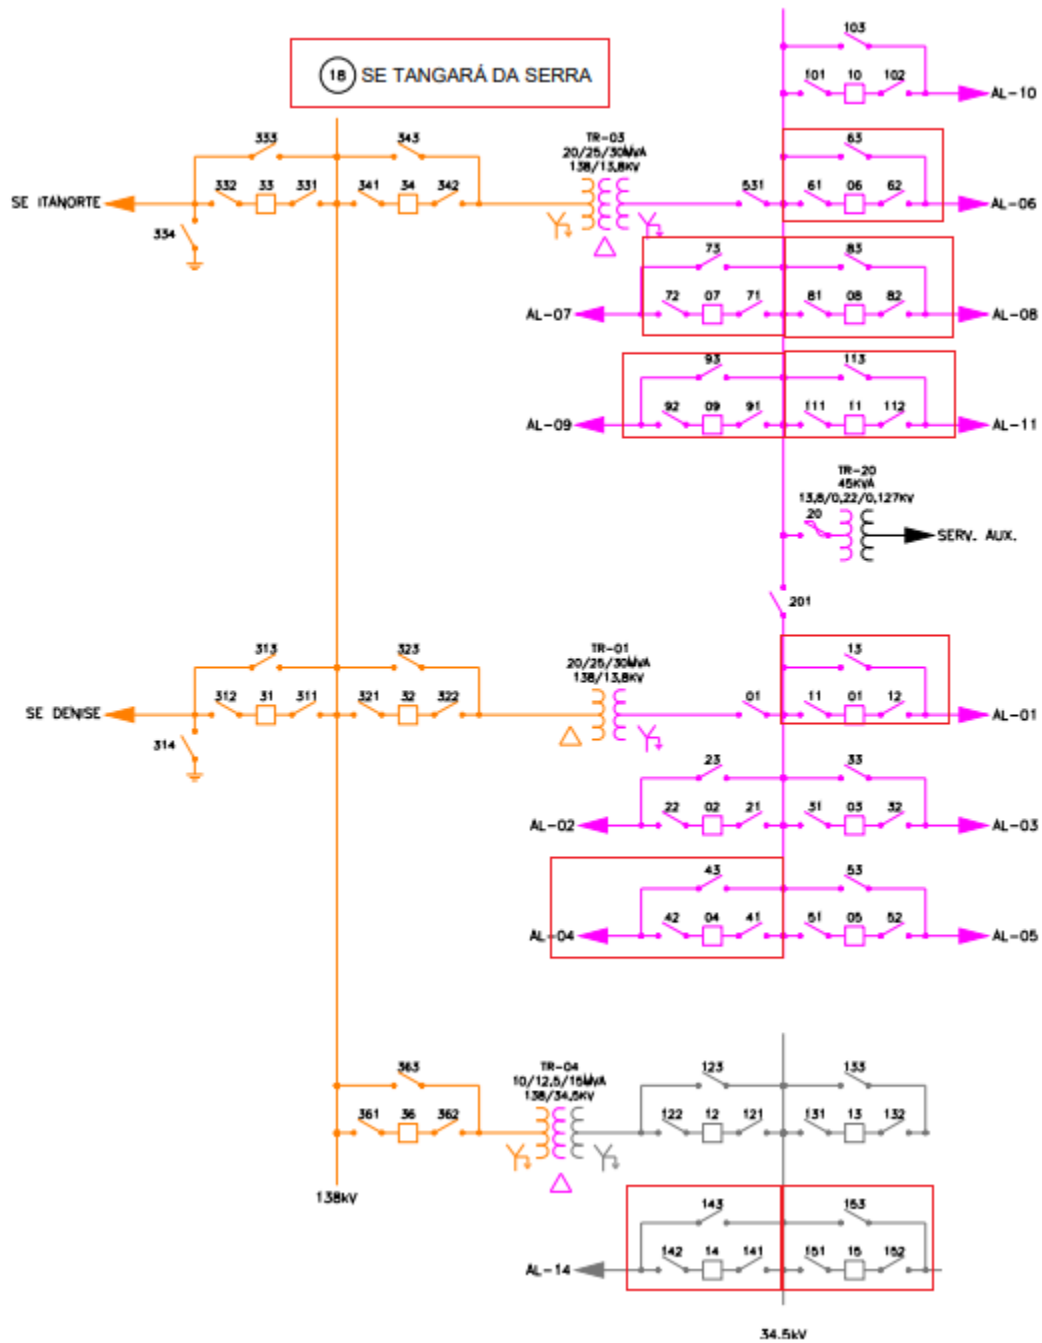 103
18 SE TANGARÁ DA SERRA
101 10 102
AL-10
333 343
TR-03
20/25/30MVA
138/13,8KV
63
332 33 331 341 34 342
531
61 06 62
SE ITANORTE
AL-06
334
73 83
72 07 71 81 08 82
AL-07
AL-08
93 113
92 09 91 111 11 112
AL-09
AL-11
TR-20
45KVA
13,8/0,22/0,127KV
20
SERV. AUX.
201
313 323
TR-01
20/25/30MVA
138/13,8KV
13
312 31 311 321 32 322
01
11 01 12
SE DENISE
AL-01
314
23 33
22 02 21 31 03 32
AL-02
AL-03
43 53
42 04 41 51 05 52
AL-04
AL-05
363
TR-04
10/12,5/15MVA
138/34,5KV
123 133
361 36 362
122 12 121 131 13 132
138kV
143 153
142 14 141 151 15 152
AL-14
34.5kV